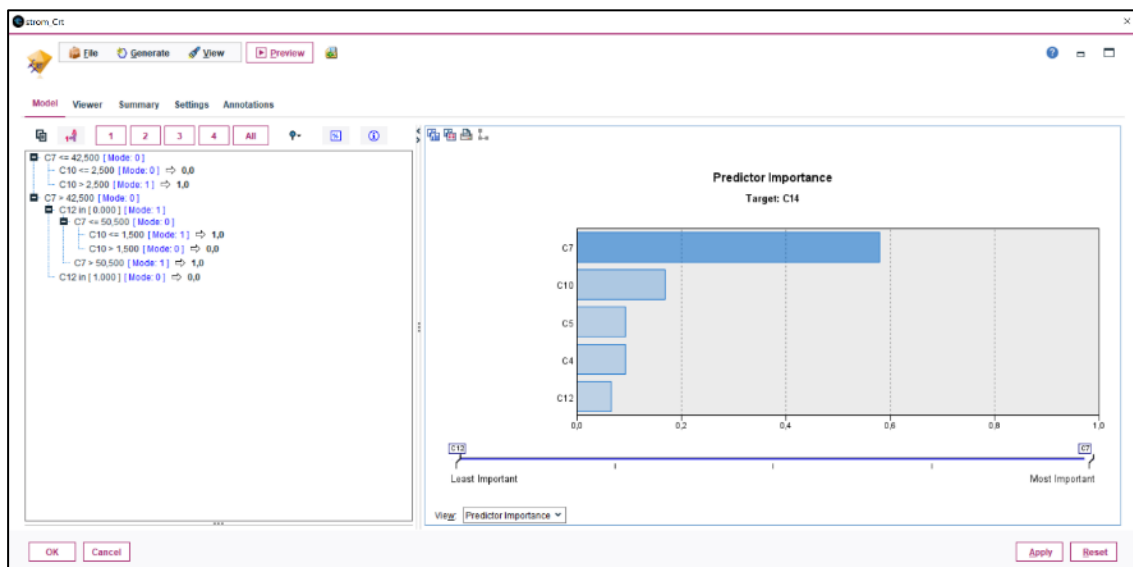 strom_Crt
File Generate View Preview
Model Viewer Summary Settings Annotations
1 2 3 4 All %
C7 <= 42,500 [ Mode: 0 ]
C10 <= 2,500 [ Mode: 0 ] ⇨ 0,0
C10 > 2,500 [ Mode: 1 ] ⇨ 1,0
C7 > 42,500 [ Mode: 0 ]
C12 in [ 0.000 ] [ Mode: 1 ]
C7 <= 50,500 [ Mode: 0 ]
C10 <= 1,500 [ Mode: 1 ] ⇨ 1,0
C10 > 1,500 [ Mode: 0 ] ⇨ 0,0
C7 > 50,500 [ Mode: 1 ] ⇨ 1,0
C12 in [ 1.000 ] [ Mode: 0 ] ⇨ 0,0
Predictor Importance
Target: C14
C7
C10
C5
C4
C12
0,0 0,2 0,4 0,6 0,8 1,0
C12 C7
Least Important Most Important
View: Predictor Importance
OK Cancel Apply Reset